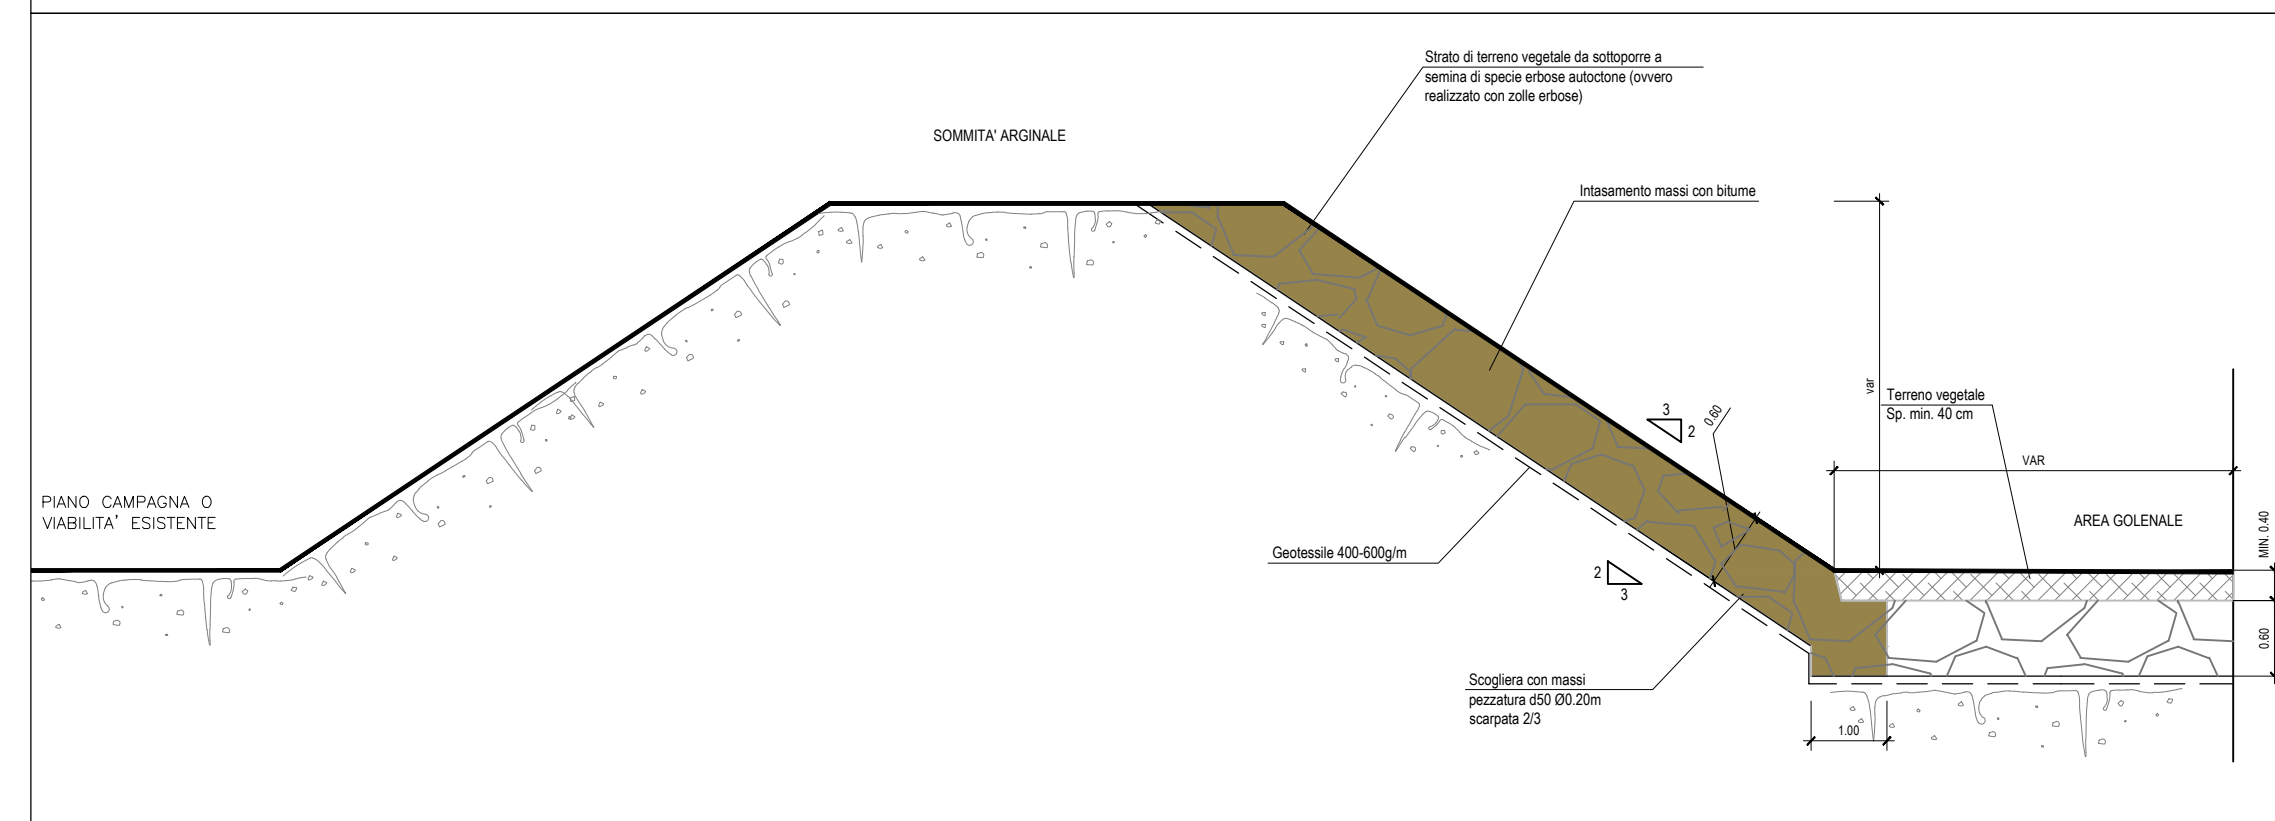 Strato di terreno vegetale da sottoporre a
semina di specie erbose autoctone (ovvero
realizzato con zolle erbose)
SOMMITA' ARGINALE
Intasamento massi con bitume
var
Terreno vegetale
Sp. min. 40 cm
3
2
0.60
VAR
PIANO CAMPAGNA O
VIABILITA' ESISTENTE
AREA GOLENALE
MIN. 0.40
Geotessile 400-600g/m
2
3
0.60
Scogliera con massi
pezzatura d50 Ø0.20m
scarpata 2/3
1.00